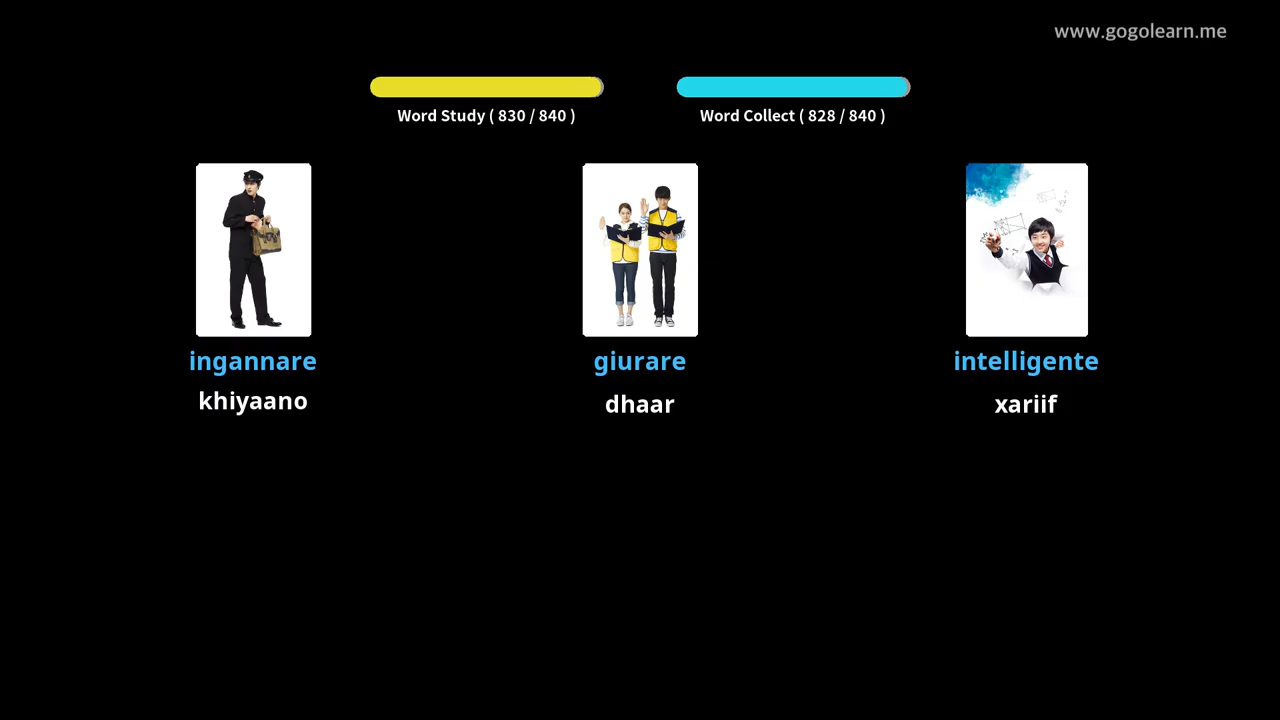 www.gogolearn.me
Word Study ( 830 / 840 )
Word Collect ( 828 / 840 )
ingannare
giurare
intelligente
khiyaano
dhaar
xariif